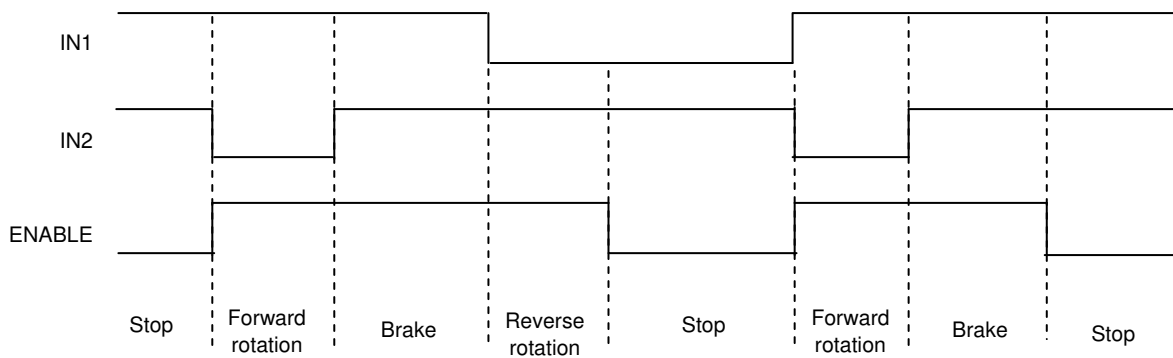 IN1
IN2
ENABLE
Stop
Forward
rotation
Brake
Reverse
rotation
Stop
Forward
rotation
Brake
Stop